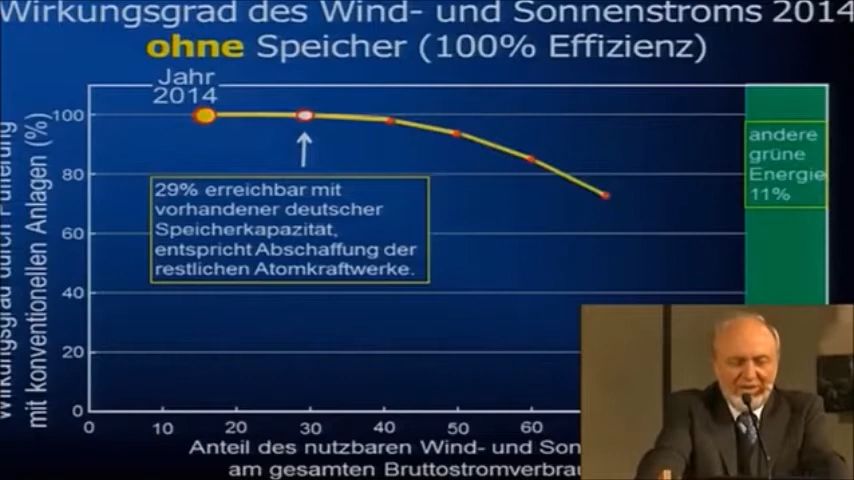 Wirkungsgrad des Wind- und Sonnenstroms 2014
ohne Speicher (100% Effizienz)
Jahr
2014
100
80
60
40
20
0
mit konventionellen Anlagen (%)
29% erreichbar mit
vorhandener deutscher
Speicherkapazität,
entspricht Abschaffung der
restlichen Atomkraftwerke.
andere
grüne
Energie
11%
0 10 20 30 40 50 60
Anteil des nutzbaren Wind- und
am gesamten